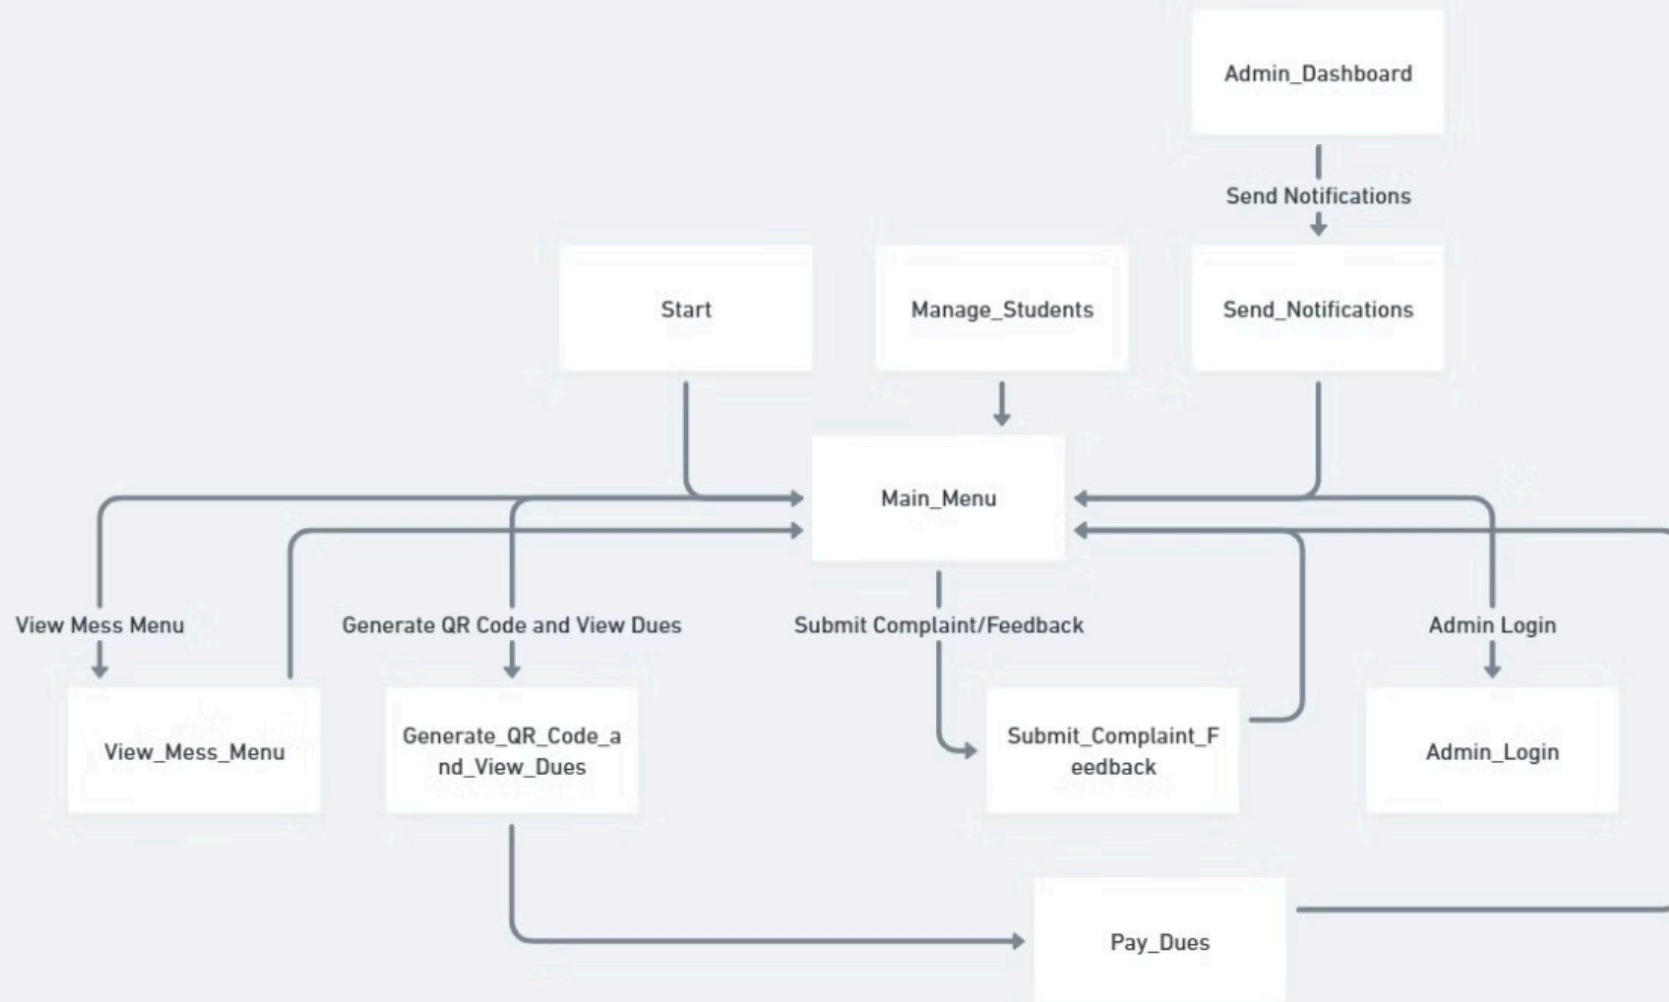 Admin_Dashboard
Send Notifications
Start
Manage_Students
Send_Notifications
Main_Menu
View Mess Menu
Generate QR Code and View Dues
Submit Complaint/Feedback
Admin Login
View_Mess_Menu
Generate_QR_Code_a
nd_View_Dues
Submit_Complaint_F
eedback
Admin_Login
Pay_Dues